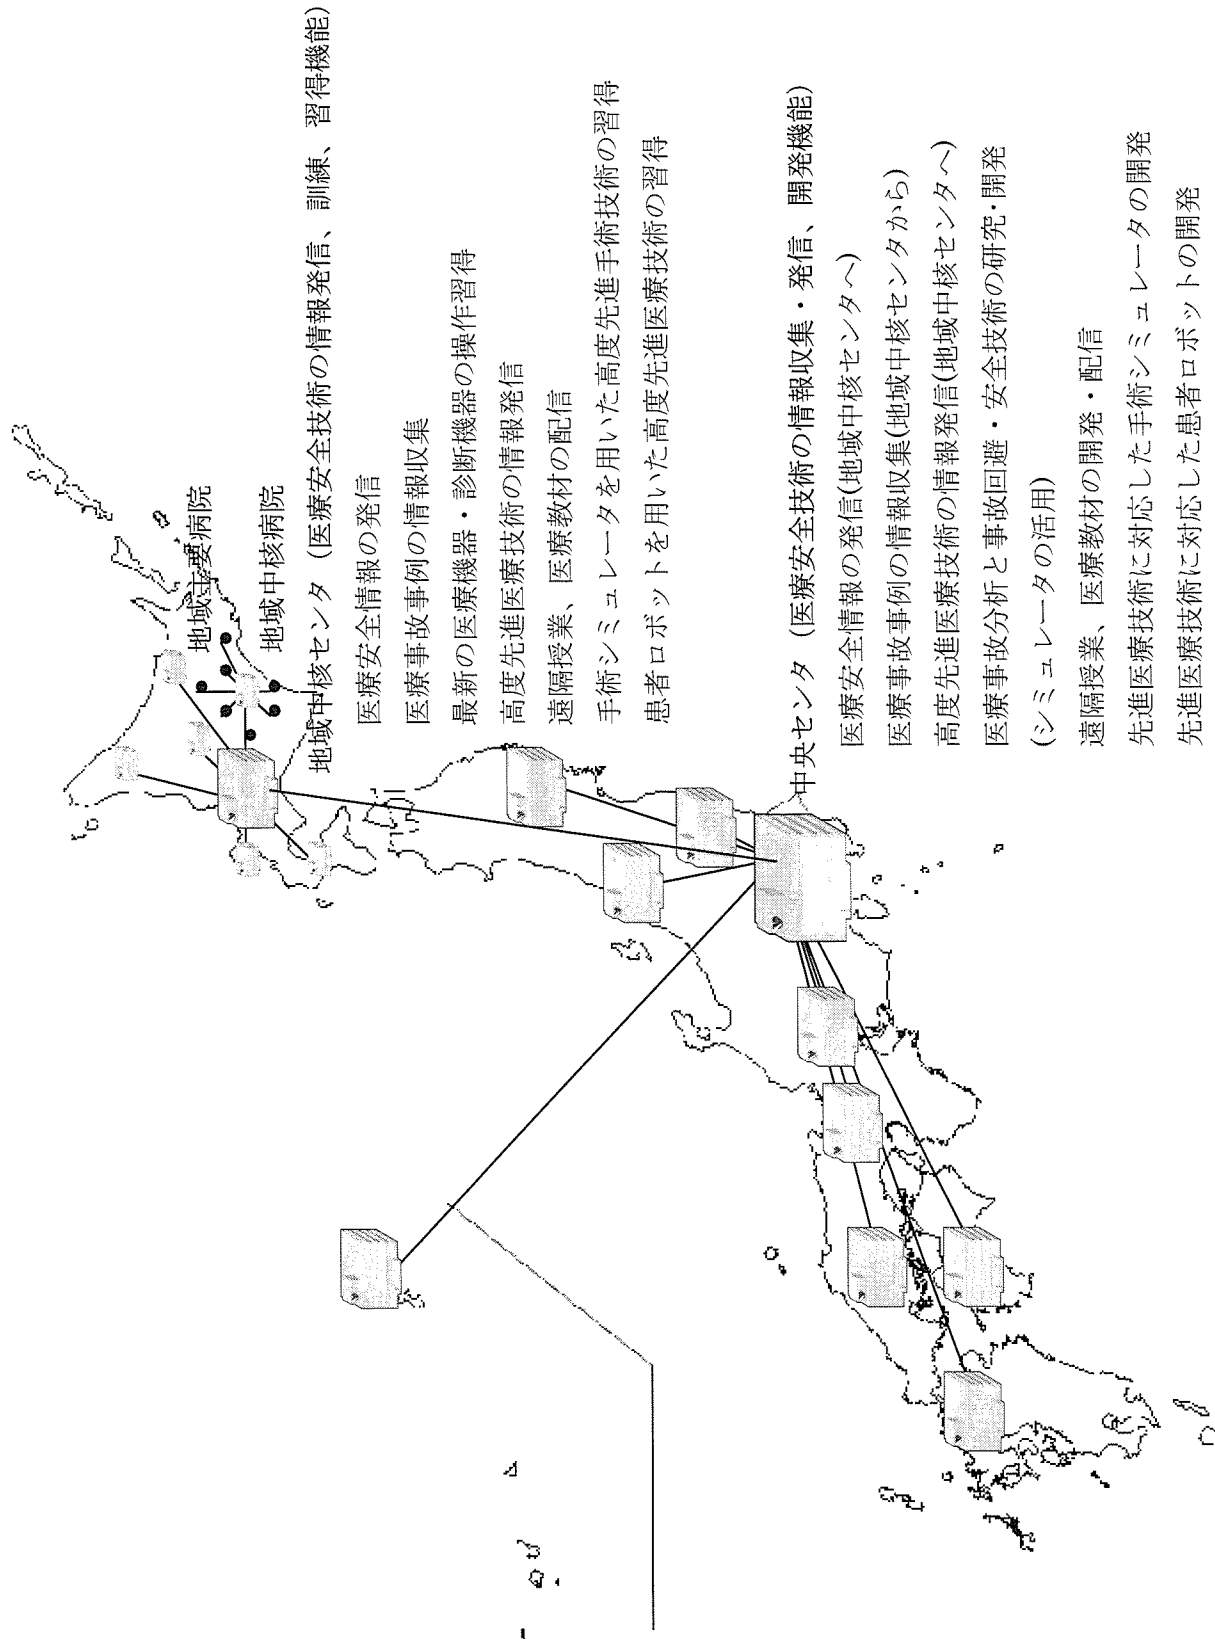 地域主要病院
地域中核病院
地域中核センタ (医療安全技術の情報発信、訓練、習得機能)
医療安全情報の発信
医療事故事例の情報収集
最新の医療機器・診断機器の操作習得
高度先進医療技術の情報発信
遠隔授業、医療教材の配信
手術シミュレータを用いた高度先進手術技術の習得
患者ロボットを用いた高度先進医療技術の習得
中央センタ (医療安全技術の情報収集・発信、開発機能)
医療安全情報の発信(地域中核センタへ)
医療事故事例の情報収集(地域中核センタから)
高度先進医療技術の情報発信(地域中核センタへ)
医療事故分析と事故回避・安全技術の研究・開発
(シミュレータの活用)
遠隔授業、医療教材の開発・配信
先進医療技術に対応した手術シミュレータの開発
先進医療技術に対応した患者ロボットの開発